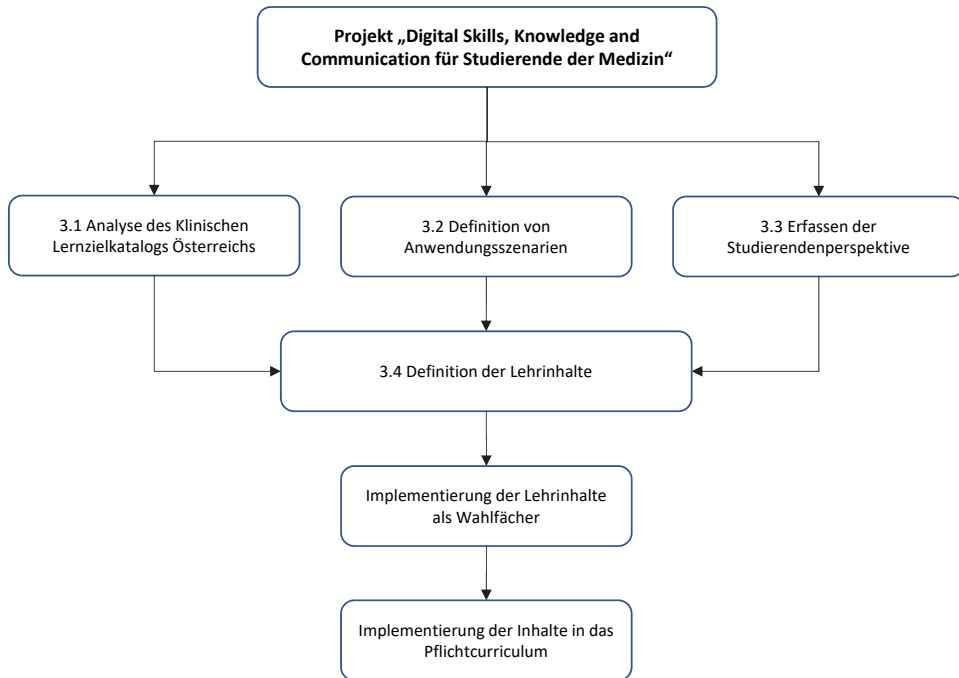 Projekt „Digital Skills, Knowledge and
Communication für Studierende der Medizin“
3.1 Analyse des Klinischen
Lernzielkatalogs Österreichs
3.2 Definition von
Anwendungsszenarien
3.3 Erfassen der
Studierendenperspektive
3.4 Definition der Lehrinhalte
Implementierung der Lehrinhalte
als Wahlfächer
Implementierung der Inhalte in das
Pflichtcurriculum